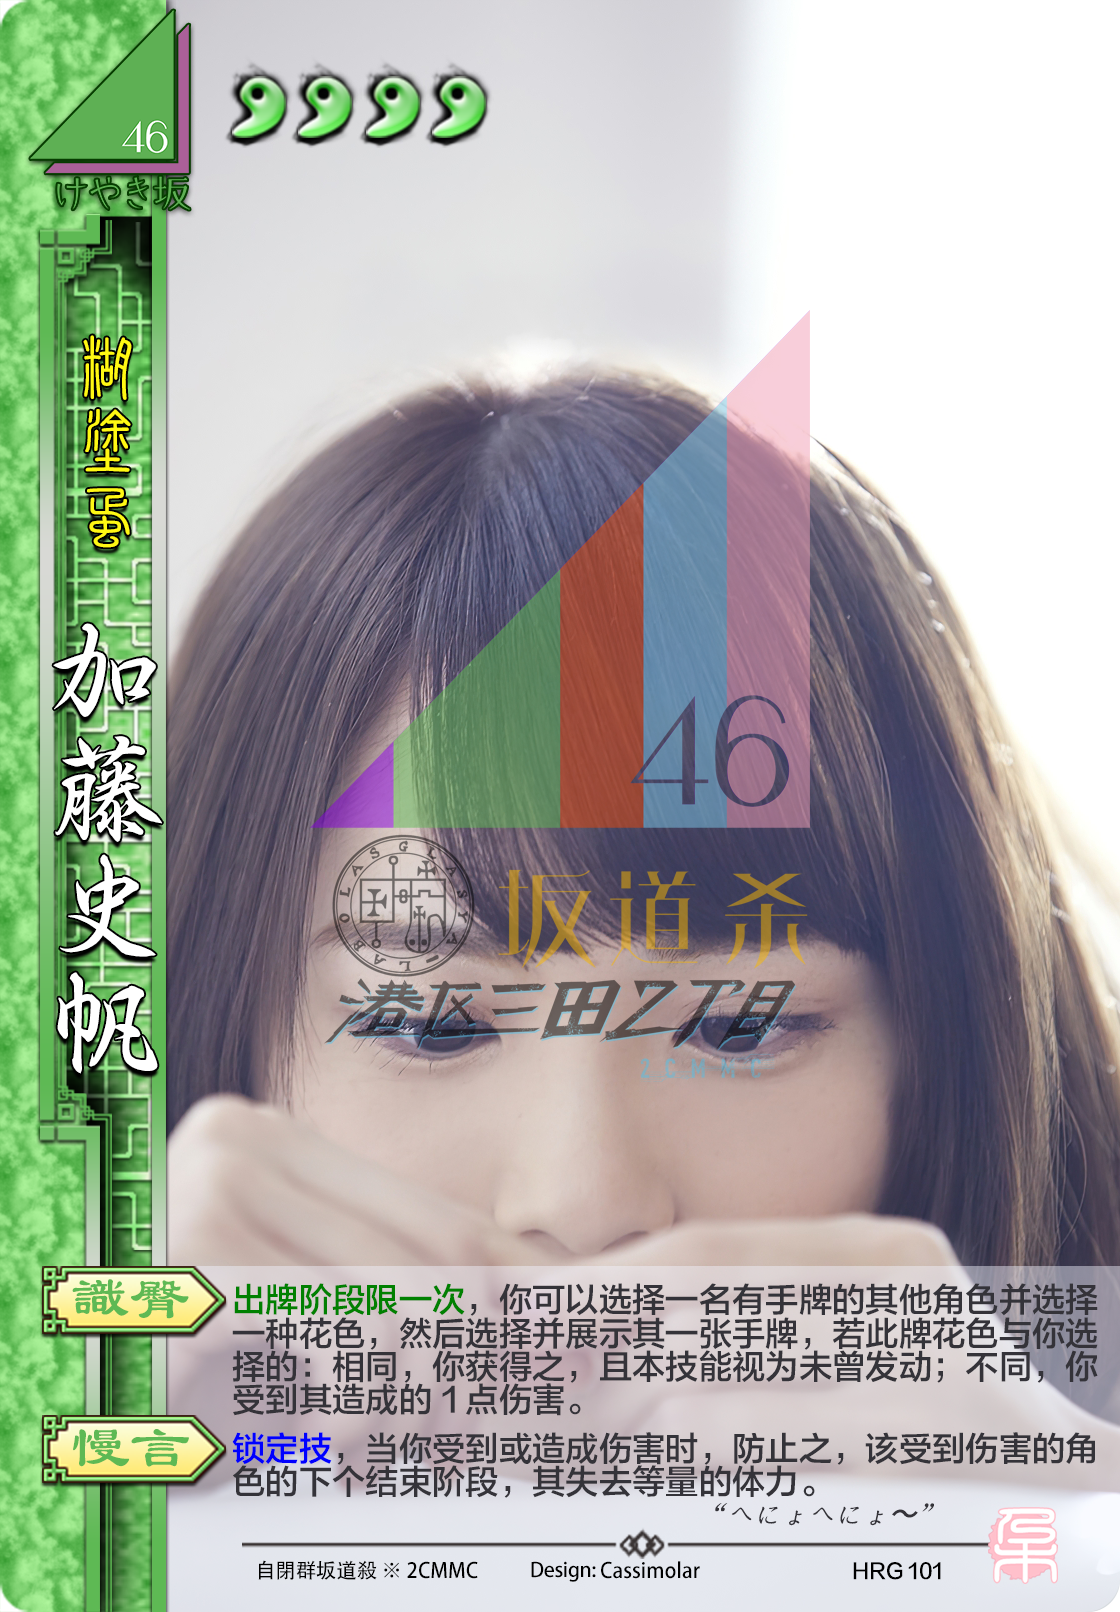 46
けやき坂
糊塗蛋
加藤史帆
46
LABOLASGLASYA
坂道杀
港区三田乙丁目
2CMMC
識臀
出牌阶段限一次，你可以选择一名有手牌的其他角色并选择
一种花色，然后选择并展示其一张手牌，若此牌花色与你选
择的：相同，你获得之，且本技能视为未曾发动；不同，你
受到其造成的 1点伤害。
慢言
锁定技，当你受到或造成伤害时，防止之，该受到伤害的角
色的下个结束阶段，其失去等量的体力。
“へにょへにょ～”
自閉群坂道殺 ※ 2CMMC
Design: Cassimolar
HRG 101